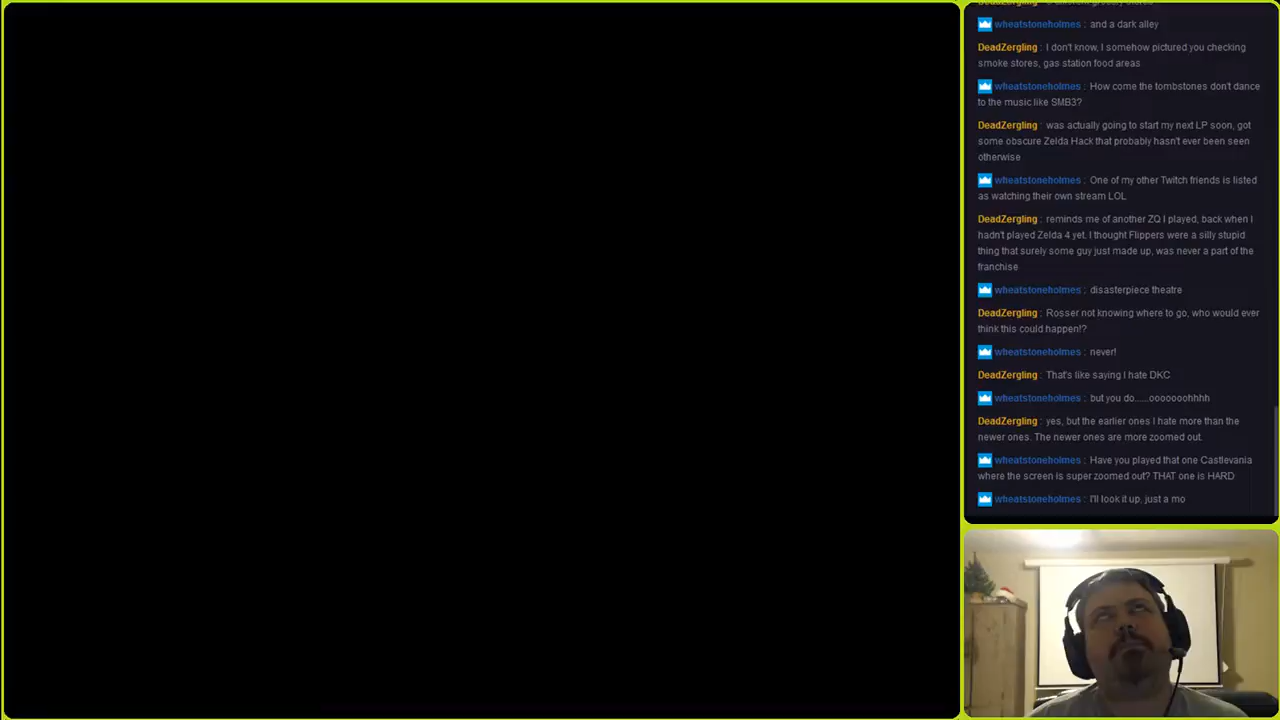 wheatstoneholmes : and a dark alley
DeadZergling : I don't know, I somehow pictured you checking
smoke stores, gas station food areas
wheatstoneholmes : How come the tombstones don't dance
to the music like SMB3?
DeadZergling : was actually going to start my next LP soon, got
some obscure Zelda Hack that probably hasn't ever been seen
otherwise
wheatstoneholmes : One of my other Twitch friends is listed
as watching their own stream LOL
DeadZergling : reminds me of another ZQ I played, back when I
hadn't played Zelda 4 yet. I thought Flippers were a silly stupid
thing that surely some guy just made up, was never a part of the
franchise
wheatstoneholmes : disasterpiece theatre
DeadZergling : Rosser not knowing where to go, who would ever
think this could happen!?
wheatstoneholmes : never!
DeadZergling : That's like saying I hate DKC
wheatstoneholmes : but you do......ooooooohhhh
DeadZergling : yes, but the earlier ones I hate more than the
newer ones. The newer ones are more zoomed out.
wheatstoneholmes : Have you played that one Castlevania
where the screen is super zoomed out? THAT one is HARD
wheatstoneholmes : I'll look it up, just a mo